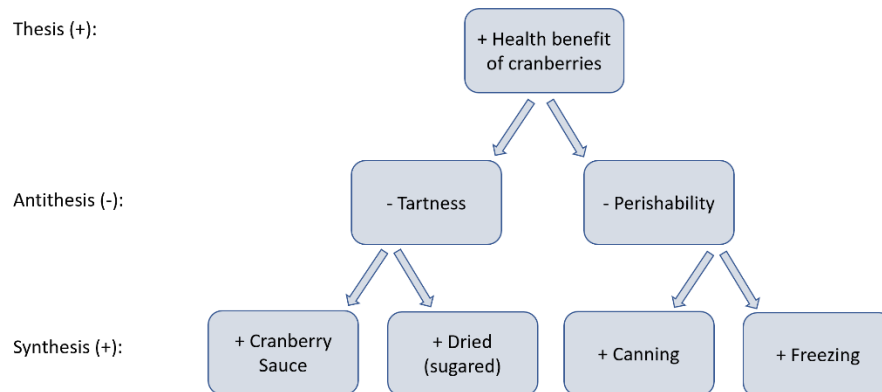 Thesis (+):
+ Health benefit
of cranberries
Antithesis (-):
- Tartness
- Perishability
Synthesis (+):
+ Cranberry
Sauce
+ Dried
(sugared)
+ Canning
+ Freezing